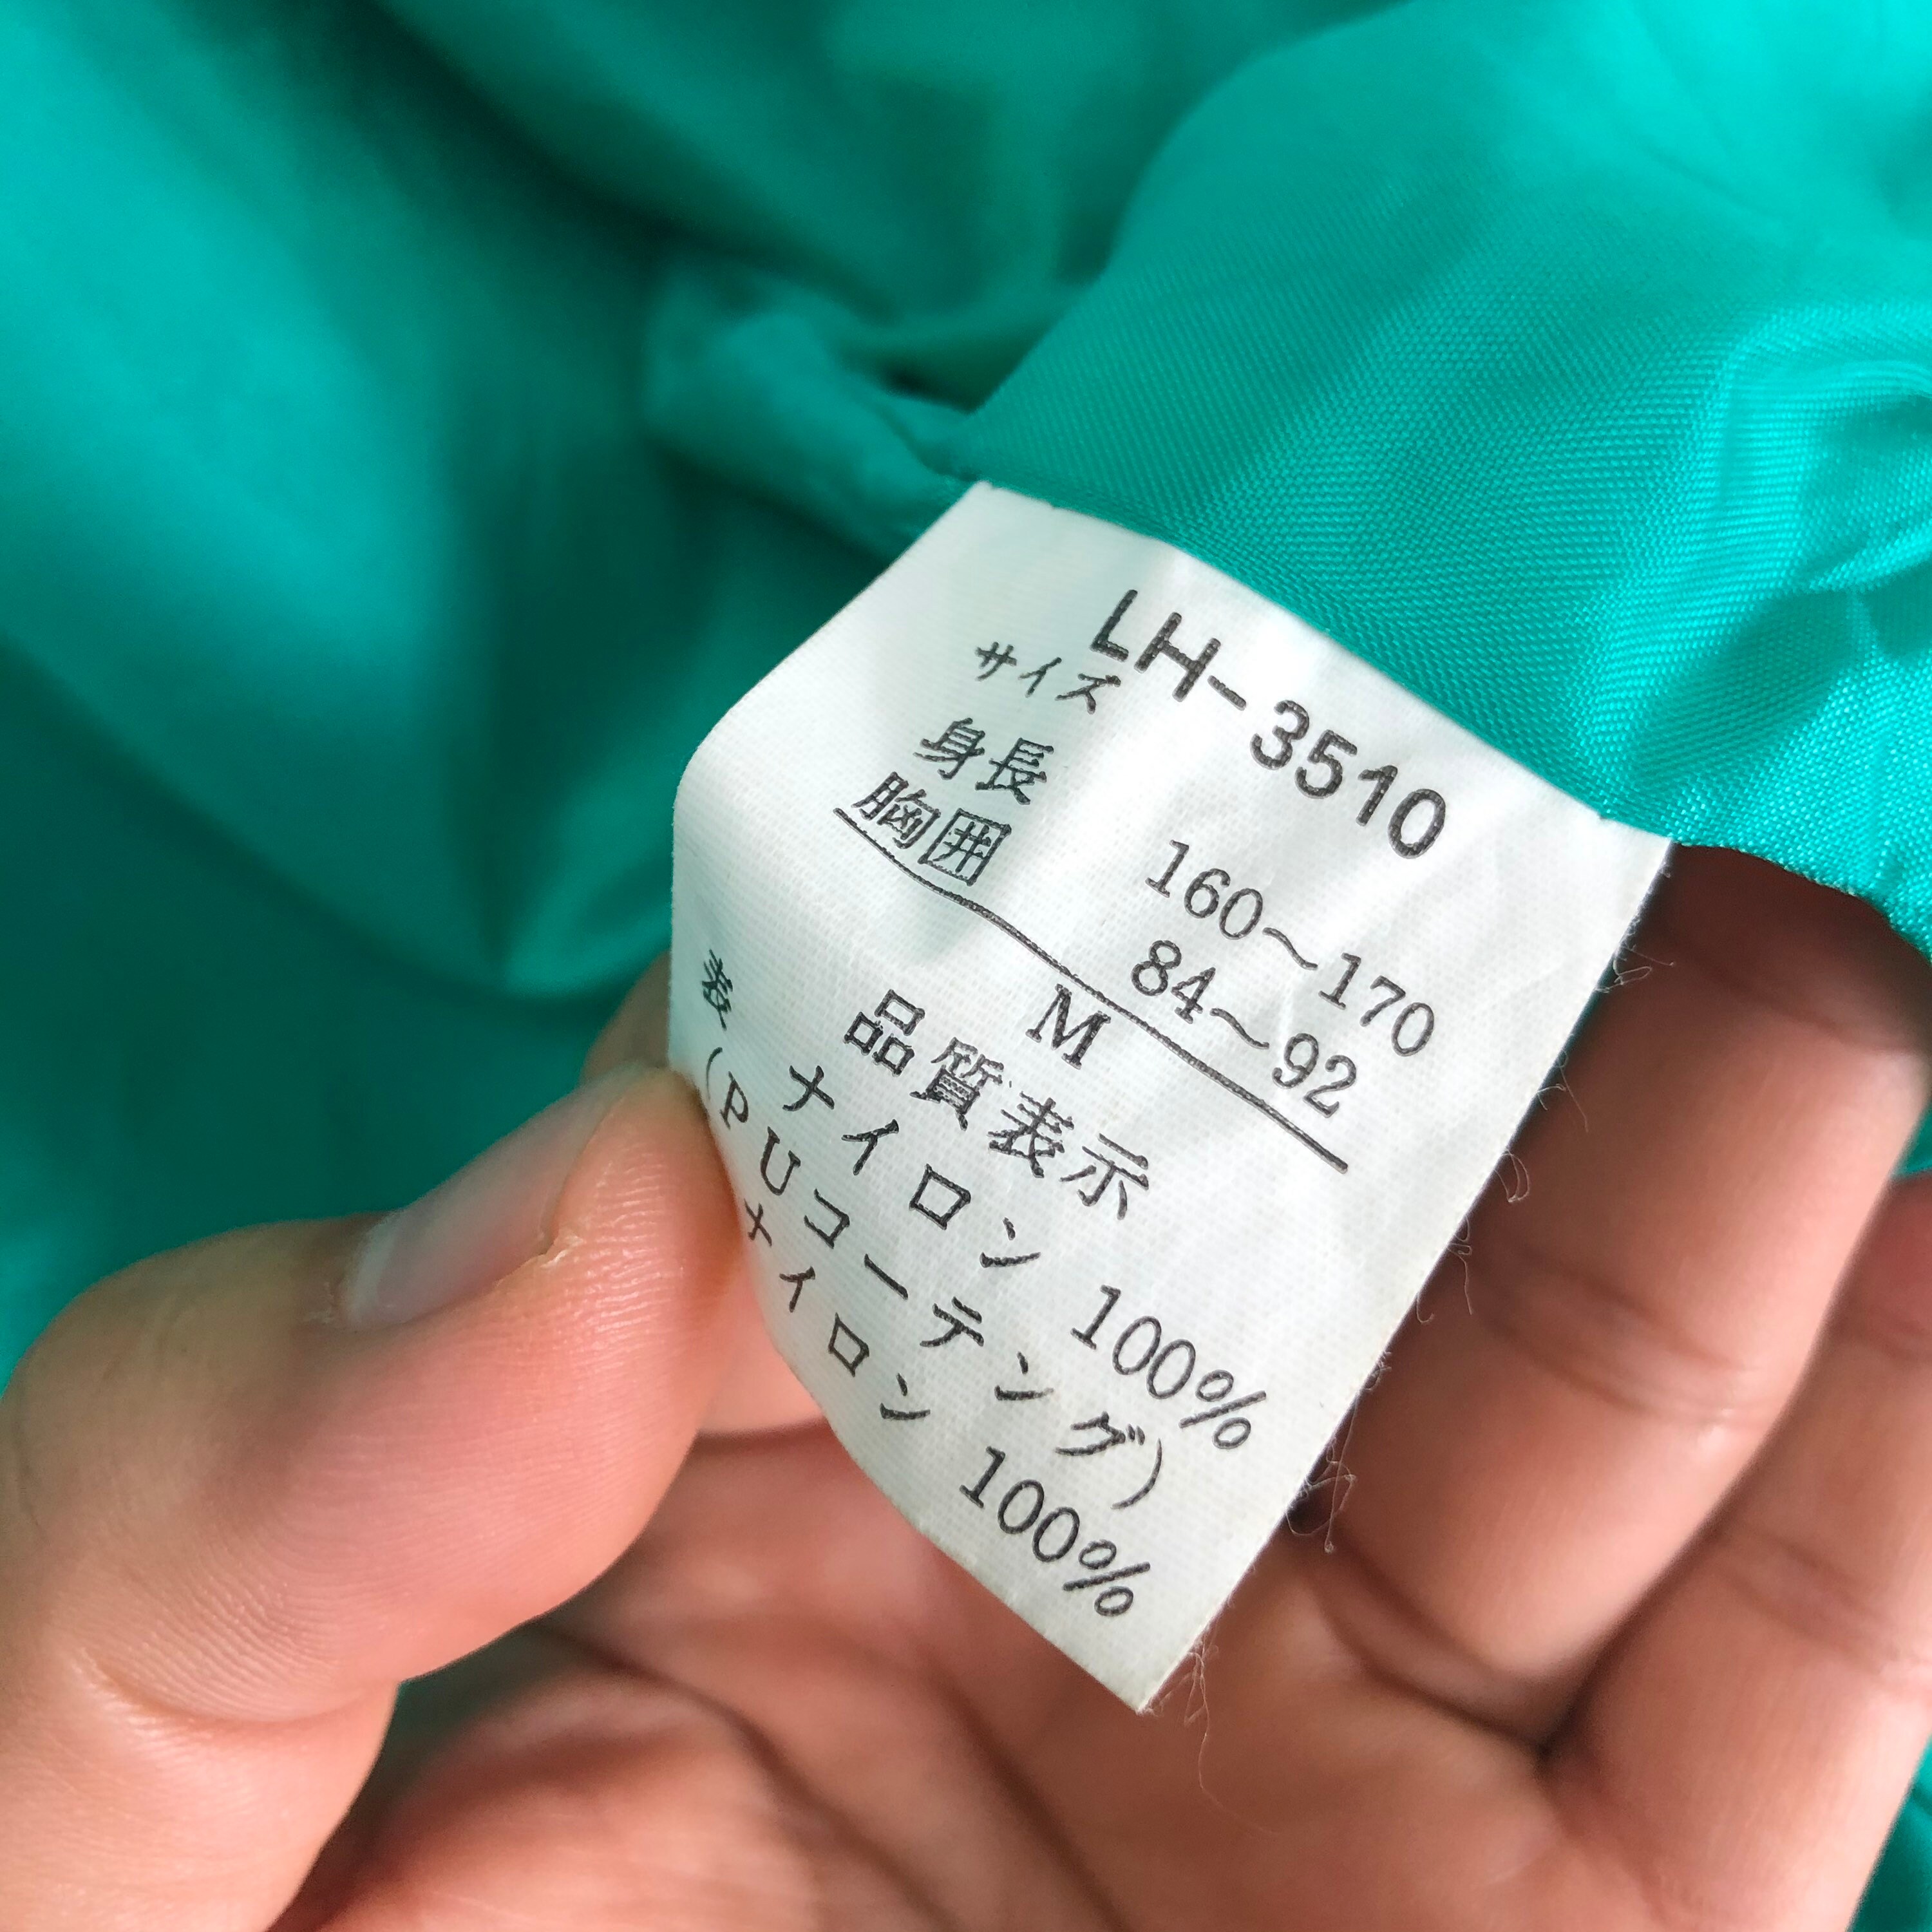 LH-3510
サイズ
身長 160～170
胸囲 84～92
M
品質表示
表 ナイロン 100%
(PUコーテング)
ナイロン 100%